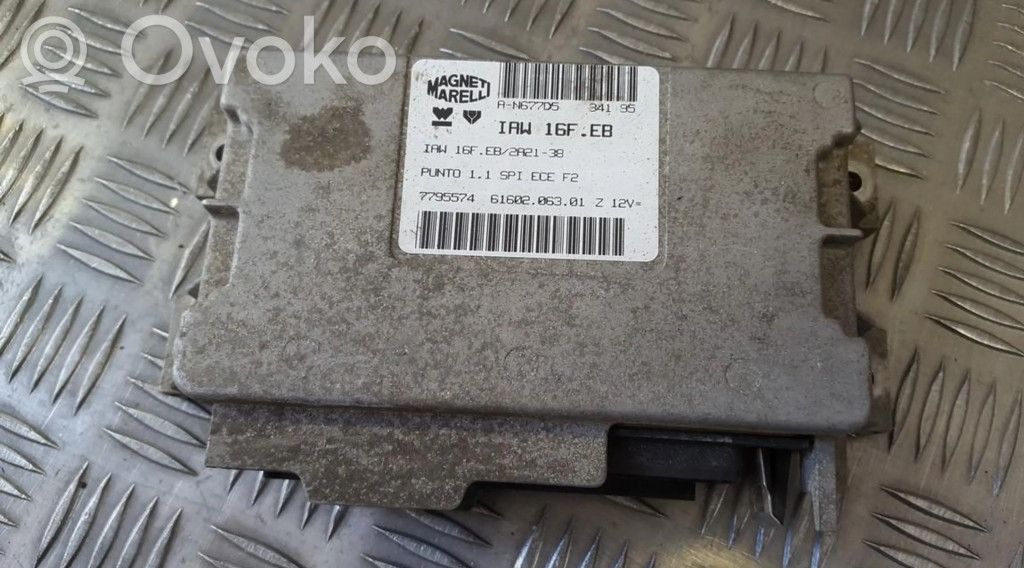 Ovoko
MAGNETI
MARELLI
A-N677D5 341 95
IAW 16F.EB
IAW 16F.EB/2A21-38
PUNTO 1.1 SPI ECE F2
7795574 61602.063.01 Z 12V=